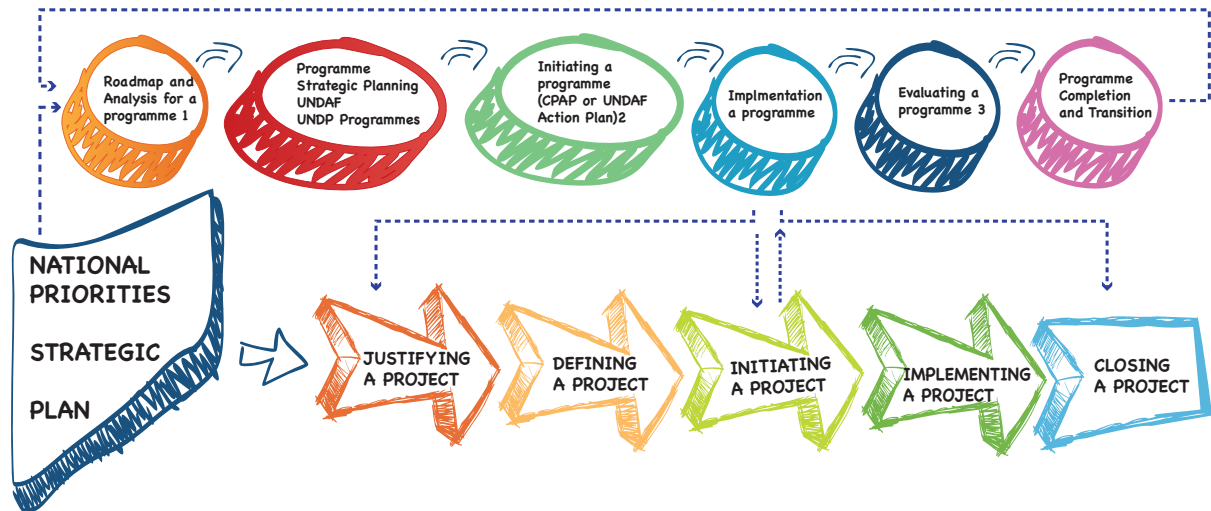 Roadmap and
Analysis for a
programme 1
Programme
Strategic Planning
UNDAF
UNDP Programmes
Initiating a
programme
(CPAP or UNDAF
Action Plan)2
Implmentation
a programme
Evaluating a
programme 3
Programme
Completion
and Transition
NATIONAL
PRIORITIES
STRATEGIC
PLAN
JUSTIFYING
A PROJECT
DEFINING
A PROJECT
INITIATING
A PROJECT
IMPLEMENTING
A PROJECT
CLOSING
A PROJECT